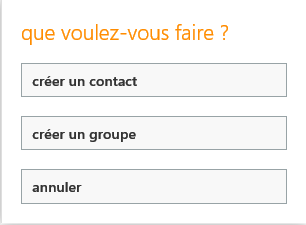 que voulez-vous faire ?
créer un contact
créer un groupe
annuler